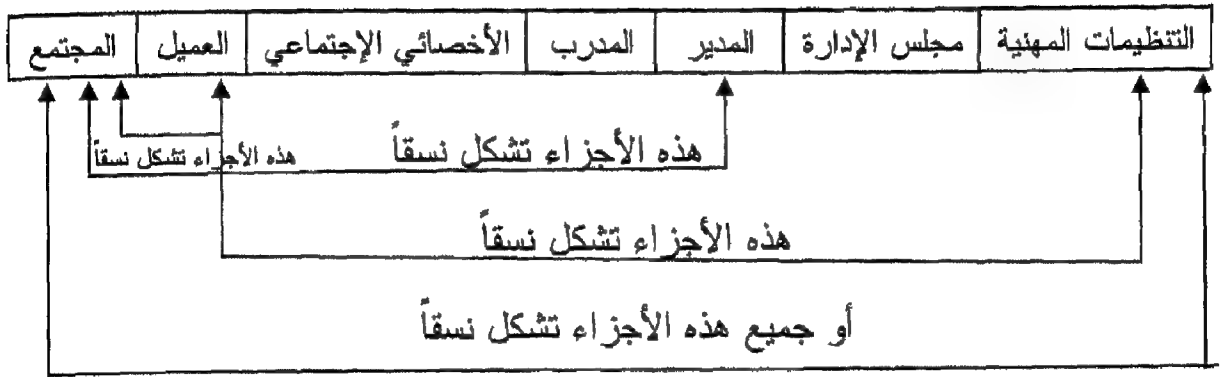 التنظيمات المهنية مجلس الإدارة المدير المدرب الأخصائي الإجتماعي العميل المجتمع
هذه الأجزاء تشكل نسقاً
هذه الأجزاء تشكل نسقاً
هذه الأجزاء تشكل نسقاً
أو جميع هذه الأجزاء تشكل نسقاً